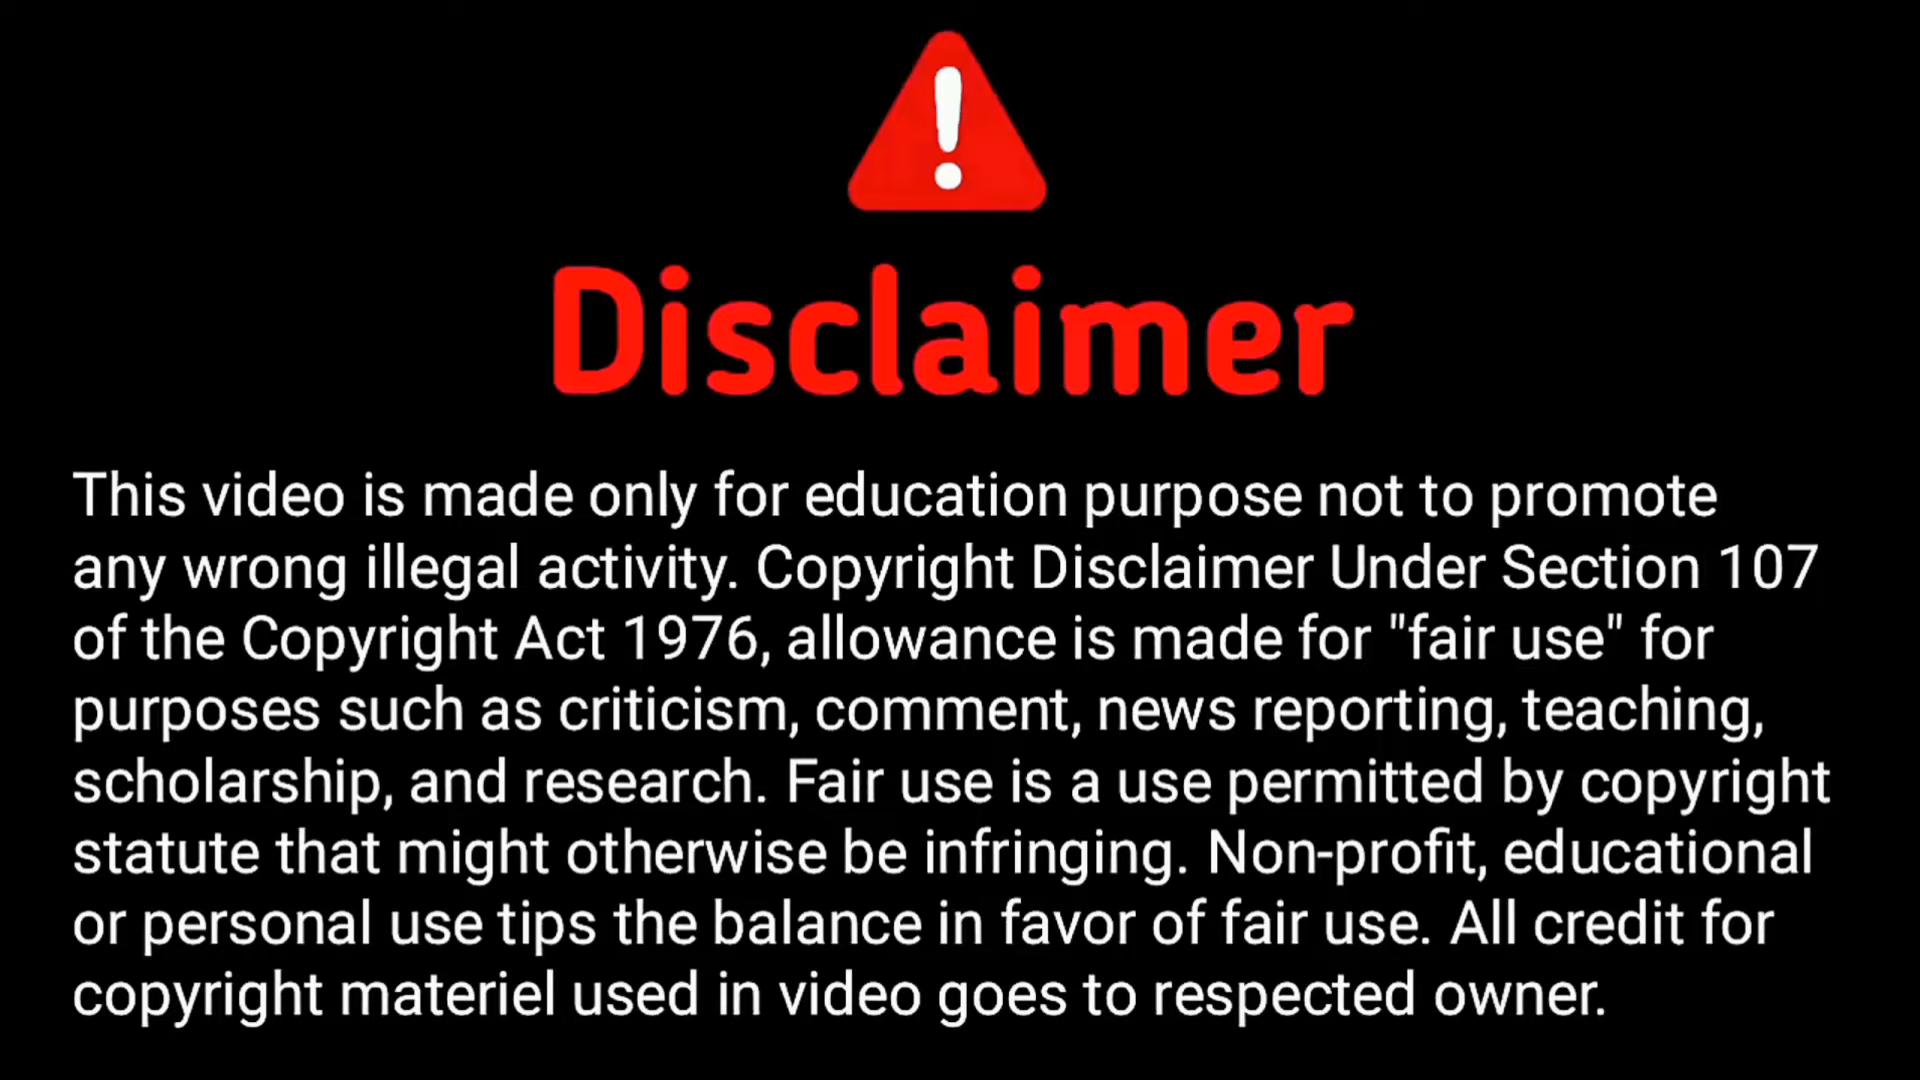 Disclaimer
This video is made only for education purpose not to promote
any wrong illegal activity. Copyright Disclaimer Under Section 107
of the Copyright Act 1976, allowance is made for "fair use" for
purposes such as criticism, comment, news reporting, teaching,
scholarship, and research. Fair use is a use permitted by copyright
statute that might otherwise be infringing. Non-profit, educational
or personal use tips the balance in favor of fair use. All credit for
copyright materiel used in video goes to respected owner.